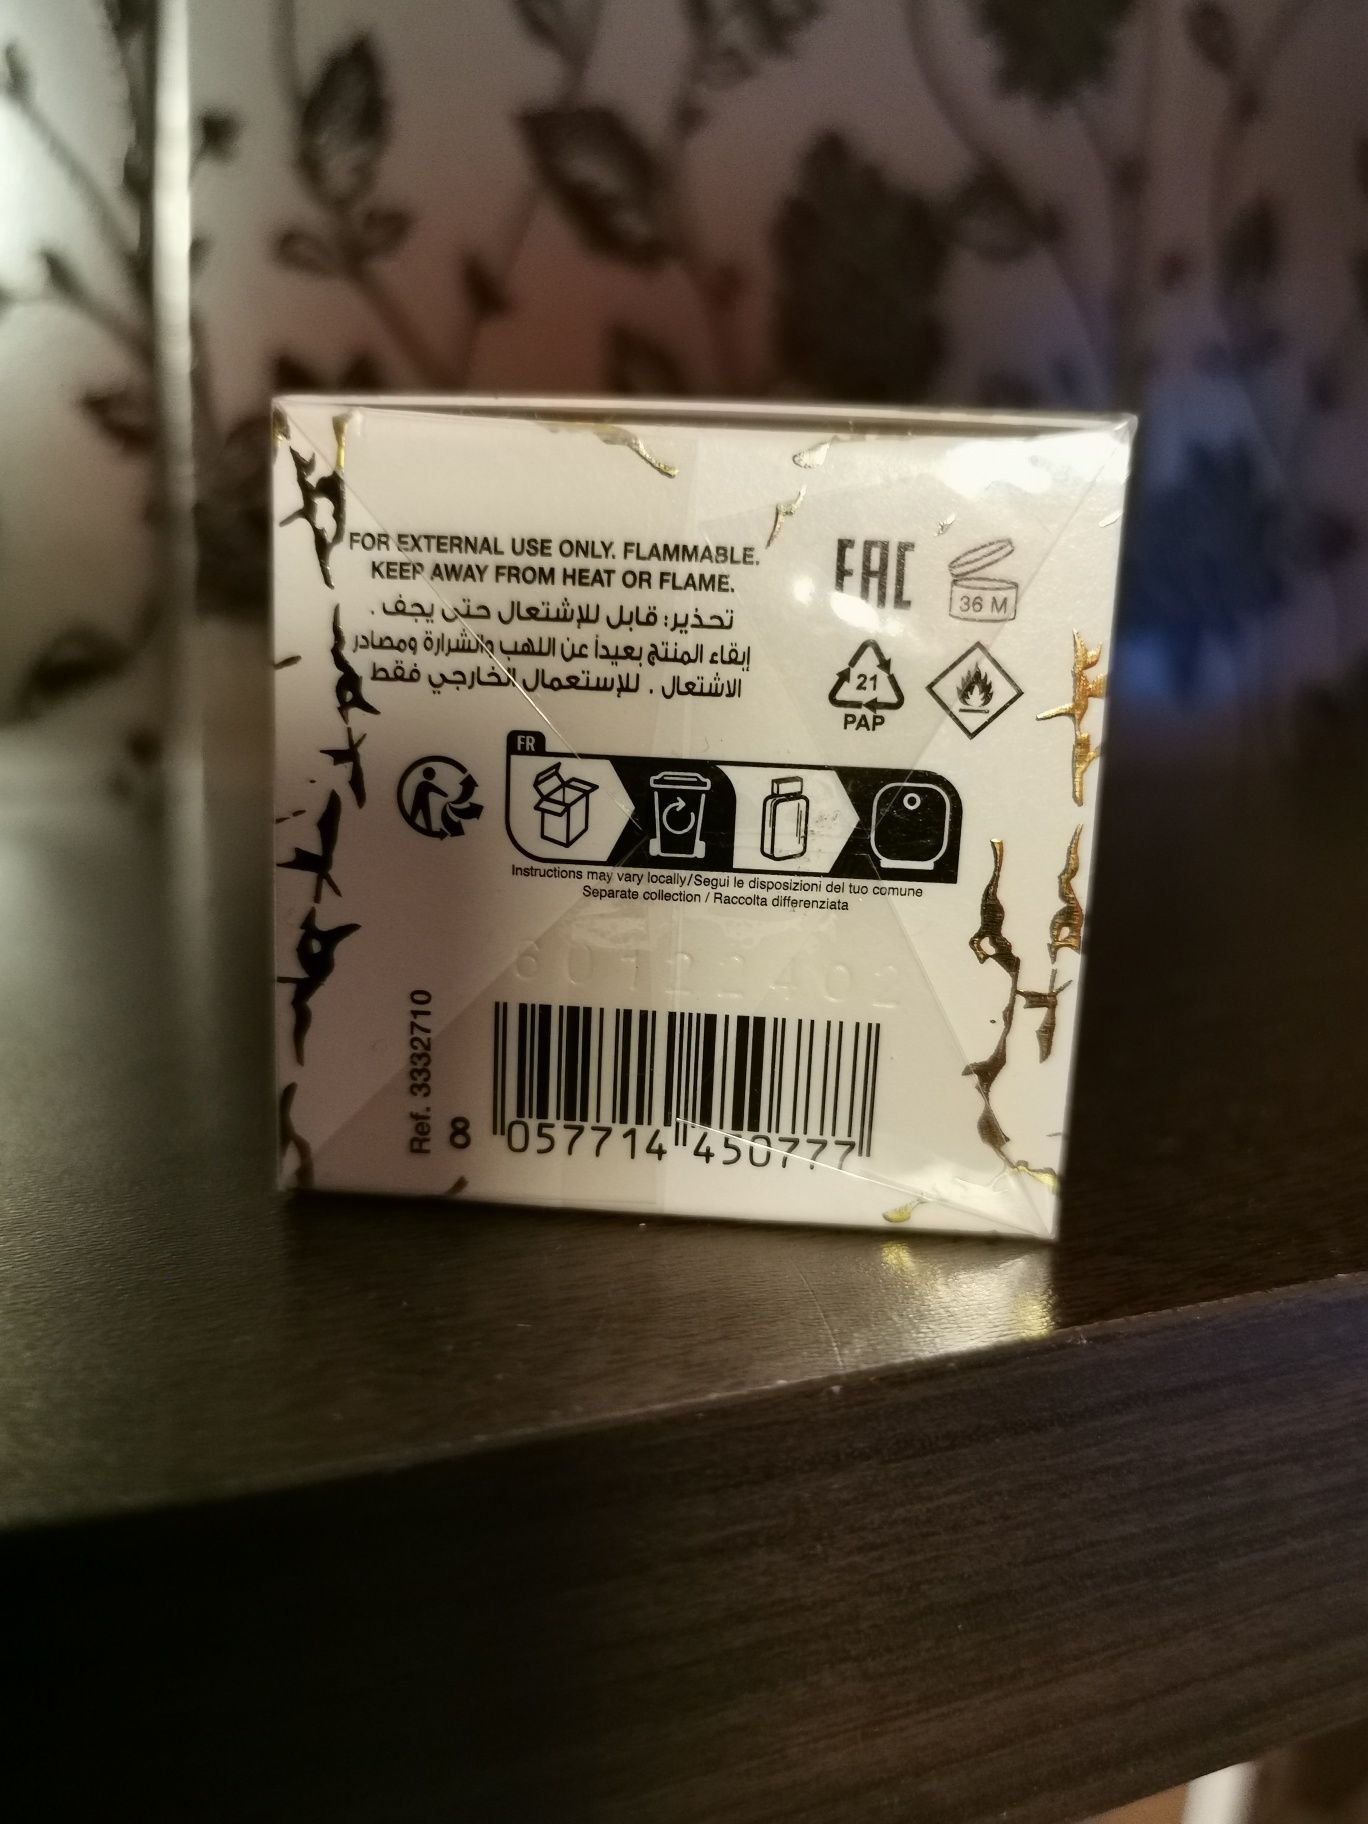 FOR EXTERNAL USE ONLY. FLAMMABLE.
KEEP AWAY FROM HEAT OR FLAME.
تحذير: قابل للإشتعال حتى يجف .
إبقاء المنتج بعيداً عن اللهب والشرارة ومصادر
الاشتعال . للإستعمال الخارجي فقط
EAC
36 M
21
PAP
FR
Instructions may vary locally/Segui le disposizioni del tuo comune
Separate collection / Raccolta differenziata
60122402
Ref. 3332710
8 057714 450777